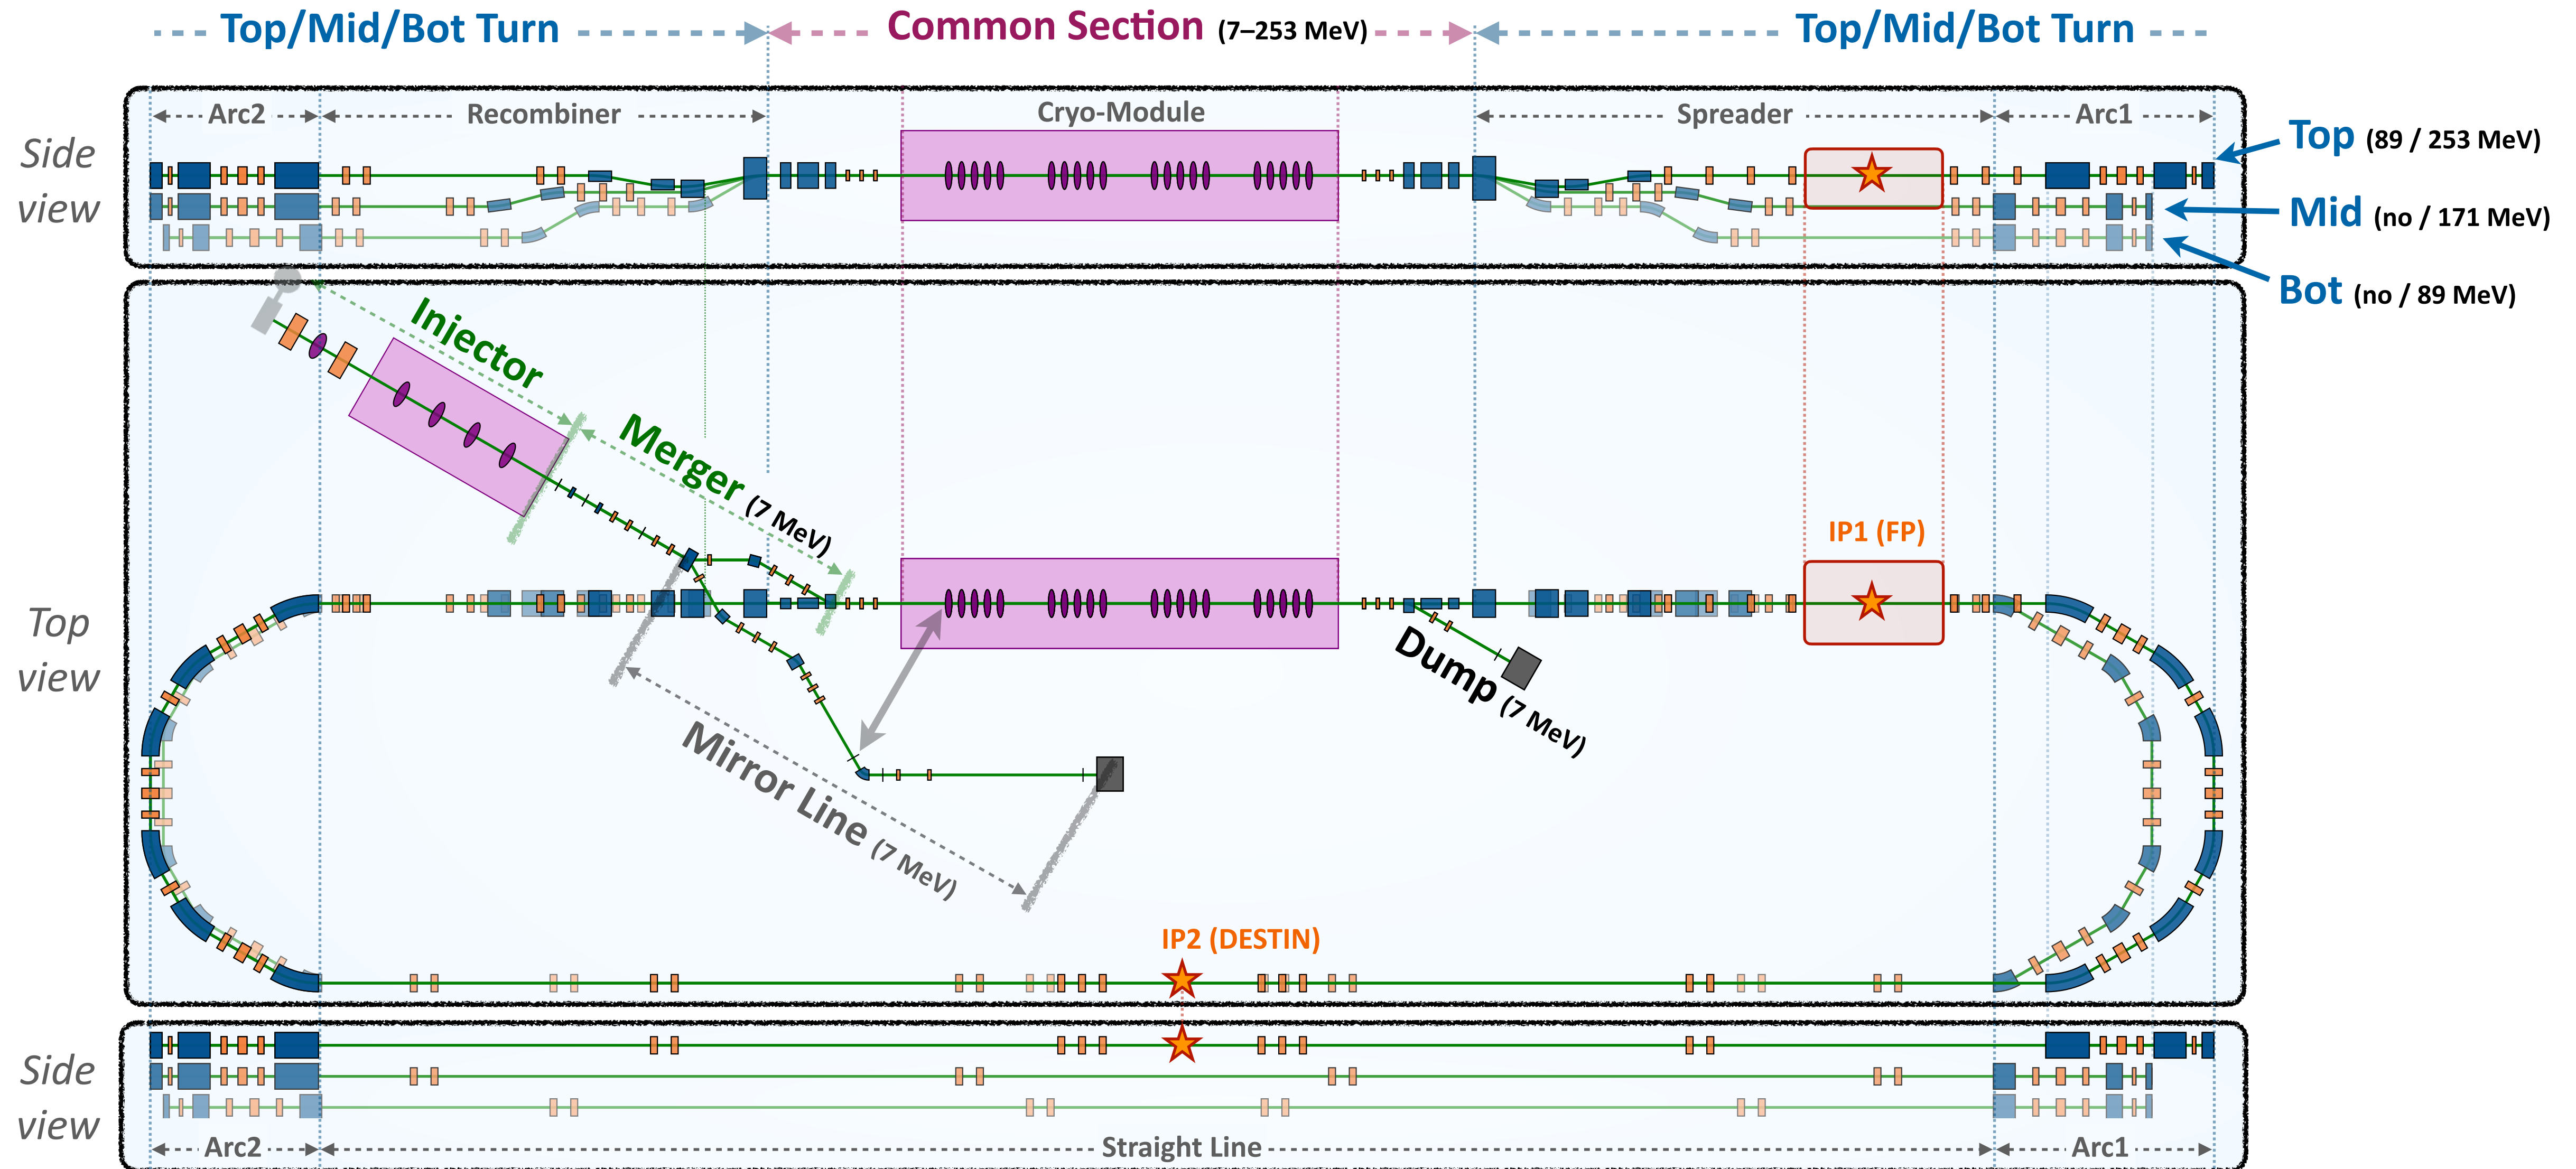 Top/Mid/Bot Turn
Common Section (7–253 MeV)
Top/Mid/Bot Turn
Side
view
Arc2
Recombiner
Cryo-Module
Spreader
Arc1
Top (89 / 253 MeV)
Mid (no / 171 MeV)
Bot (no / 89 MeV)
Injector
Merger (7 MeV)
IP1 (FP)
Top
view
Dump (7 MeV)
Mirror Line (7 MeV)
IP2 (DESTIN)
Side
view
Arc2
Straight Line
Arc1